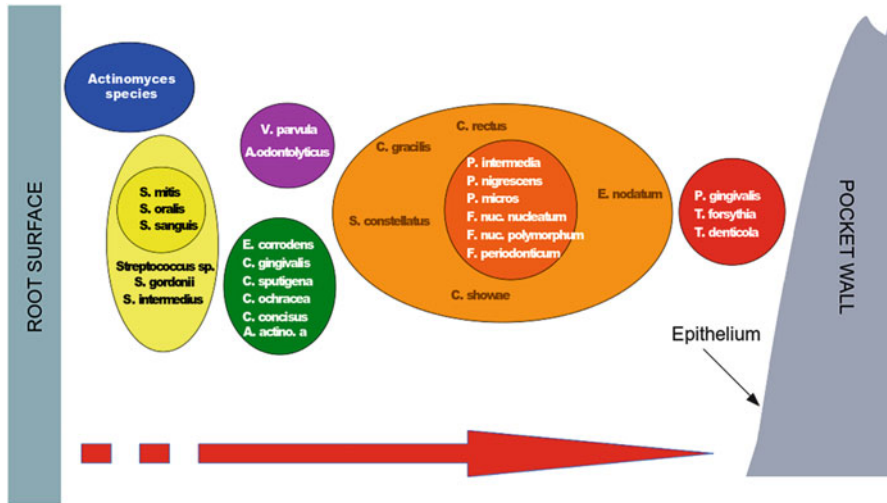 ROOT SURFACE
Actinomyces
species
S. mitis
S. oralis
S. sanguis
Streptococcus sp.
S. gordonii
S. intermedius
V. parvula
A.odontolyticus
E. corrodens
C. gingivalis
C. sputigena
C. ochracea
C. concisus
A. actino. a
C. rectus
C. gracilis
S. constellatus
E. nodatum
C. showae
P. intermedia
P. nigrescens
P. micros
F. nuc. nucleatum
F. nuc. polymorphum
F. periodonticum
P. gingivalis
T. forsythia
T. denticola
Epithelium
POCKET WALL